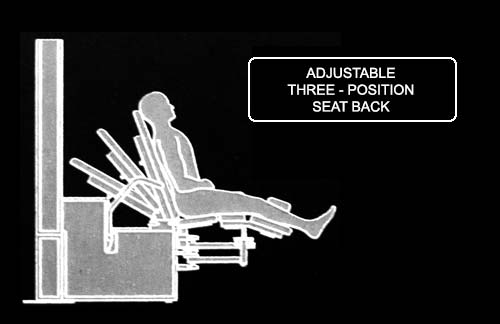 ADJUSTABLE
THREE - POSITION
SEAT BACK